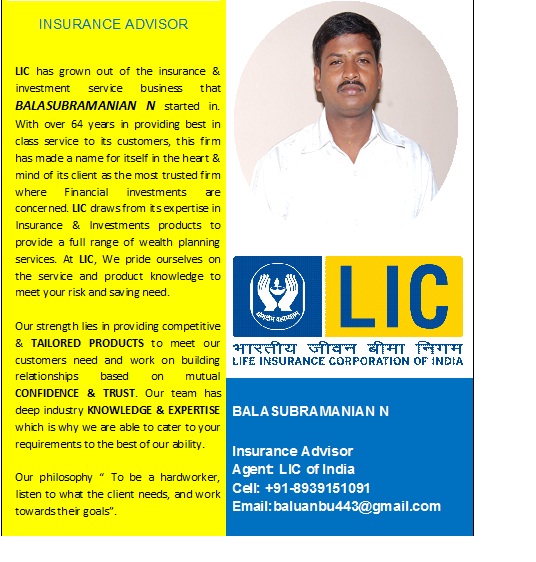 INSURANCE ADVISOR
LIC has grown out of the insurance &
investment service business that
BALASUBRAMANIAN N started in.
With over 64 years in providing best in
class service to its customers, this firm
has made a name for itself in the heart &
mind of its client as the most trusted firm
where Financial investments are
concerned. LIC draws from its expertise in
Insurance & Investments products to
provide a full range of wealth planning
services. At LIC, We pride ourselves on
the service and product knowledge to
meet your risk and saving need.
Our strength lies in providing competitive
& TAILORED PRODUCTS to meet our
customers need and work on building
relationships based on mutual
CONFIDENCE & TRUST. Our team has
deep industry KNOWLEDGE & EXPERTISE
which is why we are able to cater to your
requirements to the best of our ability.
Our philosophy “ To be a hardworker,
listen to what the client needs, and work
towards their goals”.
LIC
भारतीय जीवन बीमा निगम
LIFE INSURANCE CORPORATION OF INDIA
BALASUBRAMANIAN N
Insurance Advisor
Agent: LIC of India
Cell: +91-8939151091
Email:baluanbu443@gmail.com